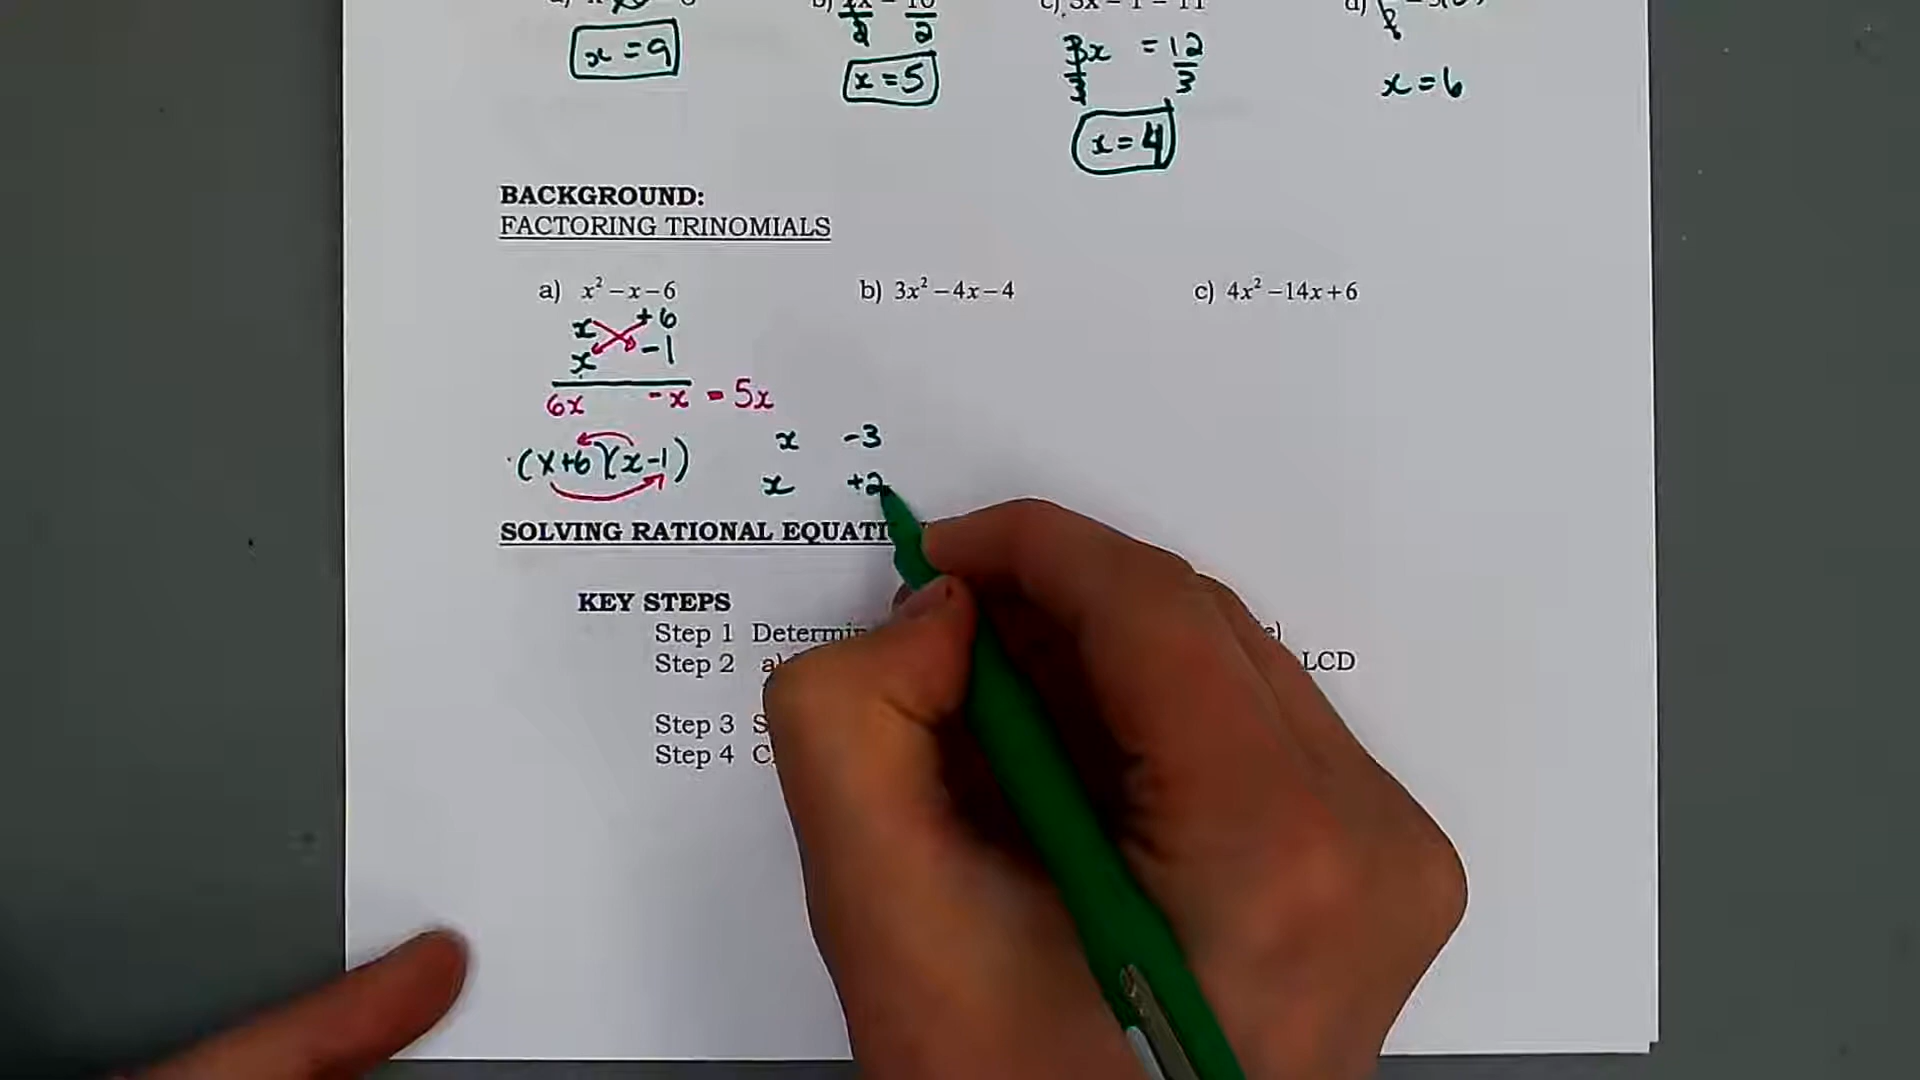 x = 9
2 2
x = 5
3x = 12
3 3
x = 4
x = 6
BACKGROUND:
FACTORING TRINOMIALS
a) x² − x − 6 b) 3x² − 4x − 4 c) 4x² − 14x + 6
x +6
x −1
6x −x = 5x
(x+6)(x−1)
x −3
x +2
SOLVING RATIONAL
KEY STEPS
Step 1
Step 2 a) LCD
Step 3
Step 4